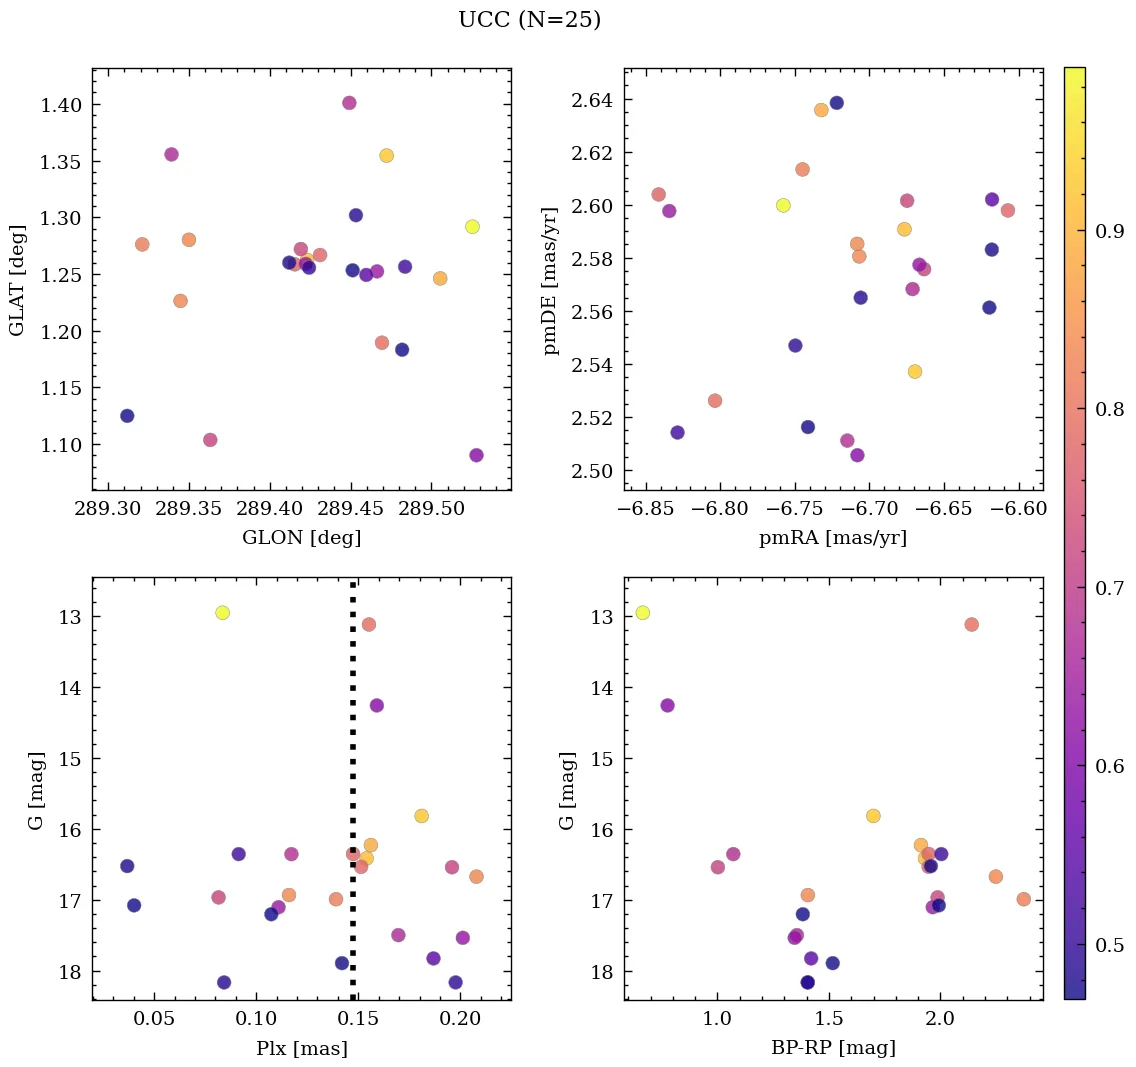 UCC (N=25)
1.40
1.35
1.30
1.25
1.20
1.15
1.10
GLAT [deg]
289.30 289.35 289.40 289.45 289.50
GLON [deg]
2.64
2.62
2.60
2.58
2.56
2.54
2.52
2.50
pmDE [mas/yr]
−6.85 −6.80 −6.75 −6.70 −6.65 −6.60
pmRA [mas/yr]
13
14
15
16
17
18
G [mag]
0.05 0.10 0.15 0.20
Plx [mas]
13
14
15
16
17
18
G [mag]
1.0 1.5 2.0
BP-RP [mag]
0.9
0.8
0.7
0.6
0.5